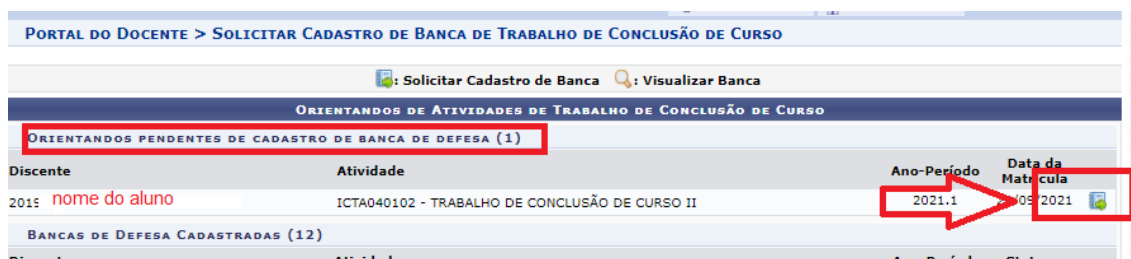 PORTAL DO DOCENTE > SOLICITAR CADASTRO DE BANCA DE TRABALHO DE CONCLUSÃO DE CURSO
: Solicitar Cadastro de Banca : Visualizar Banca
ORIENTANDOS DE ATIVIDADES DE TRABALHO DE CONCLUSÃO DE CURSO
ORIENTANDOS PENDENTES DE CADASTRO DE BANCA DE DEFESA (1)
Discente Atividade Ano-Período Data da Matrícula
2015 nome do aluno ICTA040102 - TRABALHO DE CONCLUSÃO DE CURSO II 2021.1 /09/2021
BANCAS DE DEFESA CADASTRADAS (12)